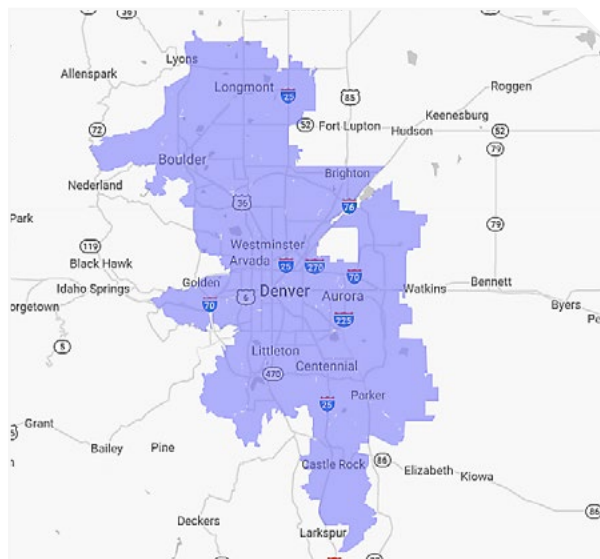 36
52
Lyons
Allenspark
Longmont
25
85
Roggen
Keenesburg
52
Fort Lupton
Hudson
52
72
79
Boulder
Brighton
Nederland
36
76
Park
79
119
Westminster
Arvada
25
270
70
Black Hawk
Golden
Idaho Springs
6
Denver
Aurora
Watkins
Bennett
orgetown
70
Byers
225
5
Littleton
Centennial
470
Parker
25
Grant
Bailey
Pine
86
Castle Rock
Elizabeth
Kiowa
86
Deckers
Larkspur